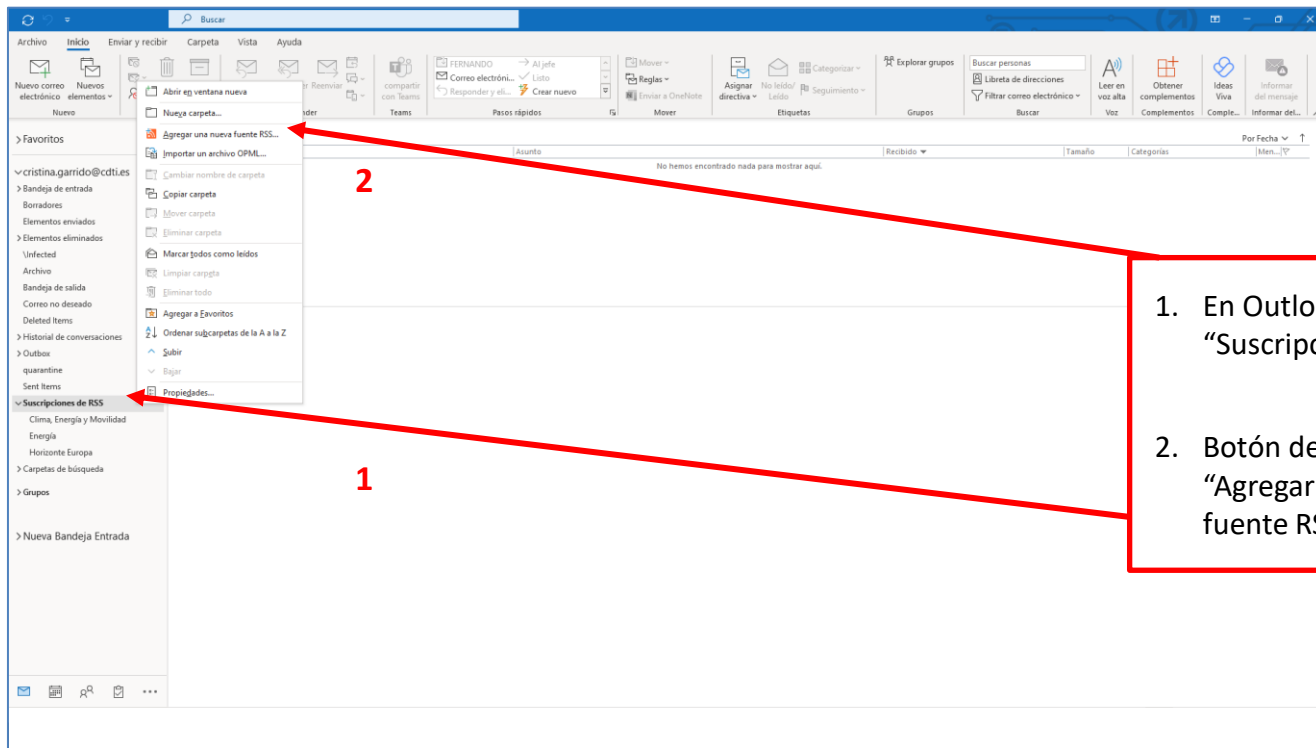 Buscar
Archivo Inicio Enviar y recibir Carpeta Vista Ayuda
Nuevo correo electrónico
Nuevos elementos
Nuevo
Reenviar
compartir con Teams
Teams
FERNANDO
Correo electróni...
Responder y eli...
Al jefe
Listo
Crear nuevo
Pasos rápidos
Mover
Reglas
Enviar a OneNote
Mover
Asignar directiva
No leído/ Leído
Categorizar
Seguimiento
Etiquetas
Explorar grupos
Grupos
Buscar personas
Libreta de direcciones
Filtrar correo electrónico
Buscar
Leer en voz alta
Voz
Obtener complementos
Complementos
Ideas Viva
Comple...
Informar del mensaje
Informar del...
Abrir en ventana nueva
Nueva carpeta...
Agregar una nueva fuente RSS...
Importar un archivo OPML...
Cambiar nombre de carpeta
Copiar carpeta
Mover carpeta
Eliminar carpeta
Marcar todos como leídos
Limpiar carpeta
Eliminar todo
Agregar a Favoritos
Ordenar subcarpetas de la A a la Z
Subir
Bajar
Propiedades...
Favoritos
cristina.garrido@cdti.es
Bandeja de entrada
Borradores
Elementos enviados
Elementos eliminados
\Infected
Archivo
Bandeja de salida
Correo no deseado
Deleted Items
Historial de conversaciones
Outbox
quarantine
Sent Items
Suscripciones de RSS
Clima, Energía y Movilidad
Energía
Horizonte Europa
Carpetas de búsqueda
Grupos
Nueva Bandeja Entrada
Por Fecha
Asunto Recibido Tamaño Categorías Men...
No hemos encontrado nada para mostrar aquí.
2
1
1. En Outlo
“Suscripc
2. Botón de
“Agregar
fuente RS